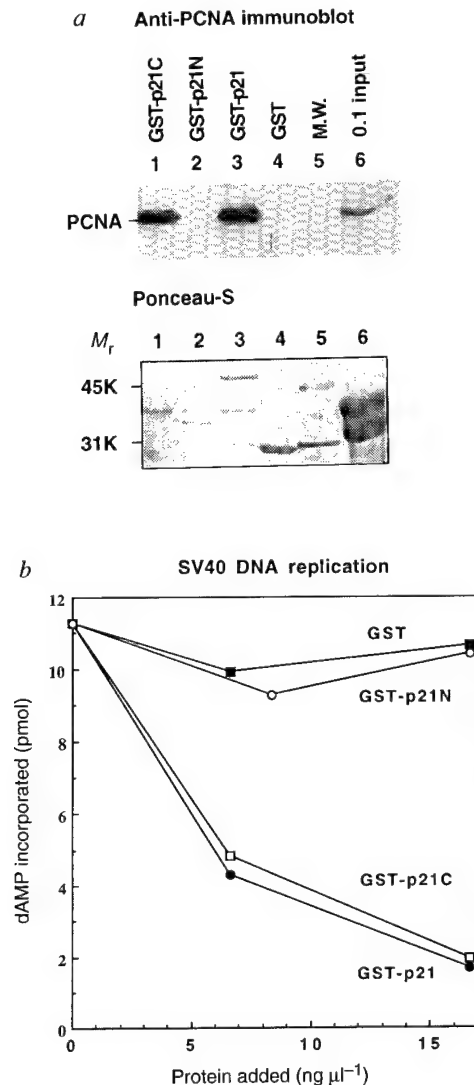 a Anti-PCNA immunoblot
GST-p21C
GST-p21N
GST-p21
GST
M.W.
0.1 input
1 2 3 4 5 6
PCNA
Ponceau-S
Mr 1 2 3 4 5 6
45K
31K
b SV40 DNA replication
12
10
8
6
4
2
0
GST
GST-p21N
GST-p21C
GST-p21
dAMP incorporated (pmol)
0 5 10 15
Protein added (ng μl⁻¹)